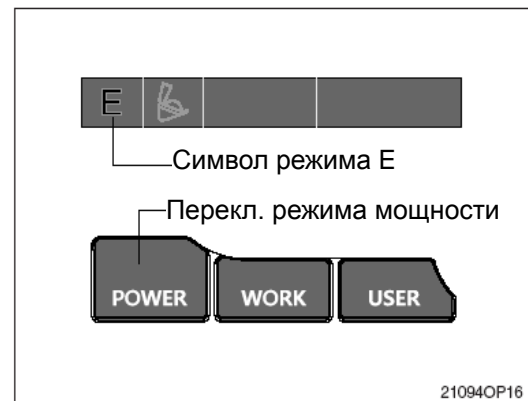 E
Символ режима E
Перекл. режима мощности
POWER WORK USER
21094OP16